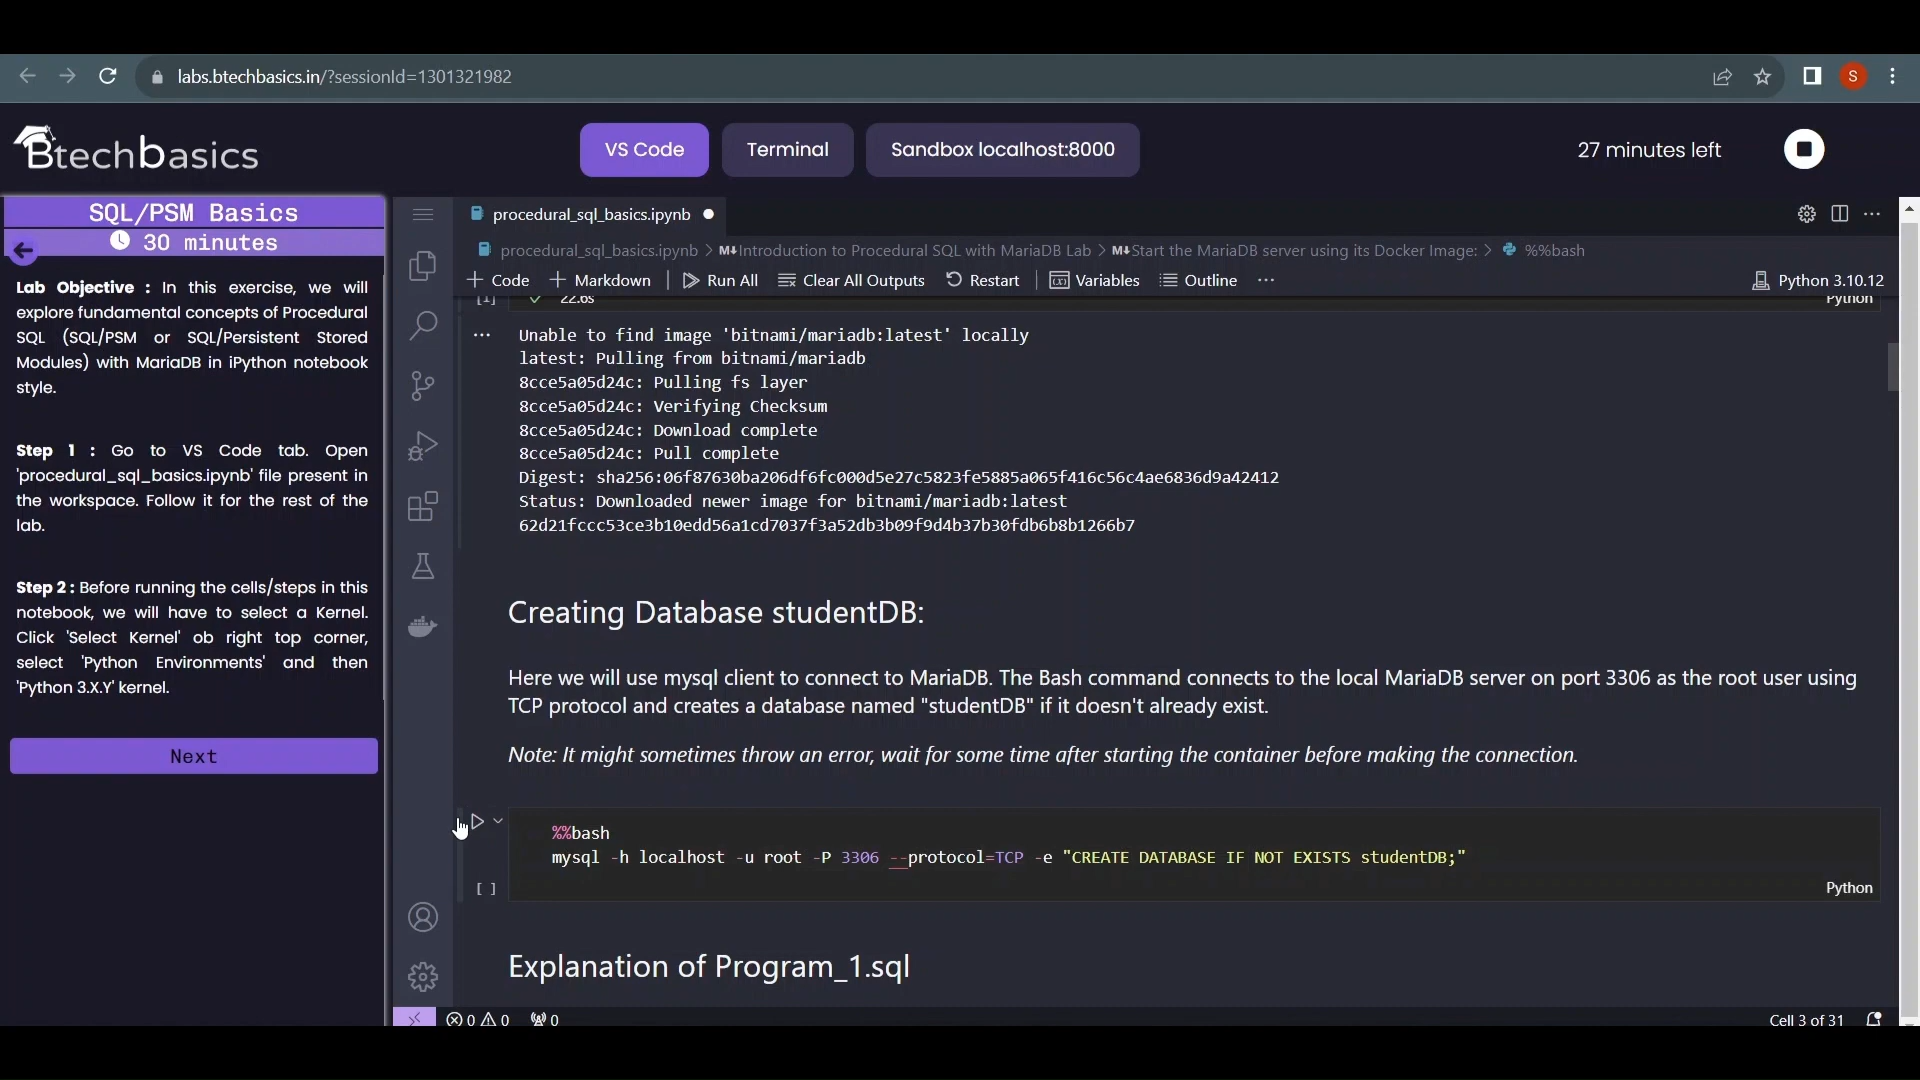 labs.btechbasics.in/?sessionId=1301321982
S
Btechbasics
VS Code
Terminal
Sandbox localhost:8000
27 minutes left
SQL/PSM Basics
30 minutes
Lab Objective : In this exercise, we will
explore fundamental concepts of Procedural
SQL (SQL/PSM or SQL/Persistent Stored
Modules) with MariaDB in iPython notebook
style.
Step 1 : Go to VS Code tab. Open
'procedural_sql_basics.ipynb' file present in
the workspace. Follow it for the rest of the
lab.
Step 2 : Before running the cells/steps in this
notebook, we will have to select a Kernel.
Click 'Select Kernel' ob right top corner,
select 'Python Environments' and then
'Python 3.X.Y' kernel.
Next
procedural_sql_basics.ipynb
procedural_sql_basics.ipynb > M↓Introduction to Procedural SQL with MariaDB Lab > M↓Start the MariaDB server using its Docker Image: > %%bash
+ Code + Markdown | Run All Clear All Outputs Restart | Variables Outline ...
Python 3.10.12
[1] ✓ 22.6s
Python
... Unable to find image 'bitnami/mariadb:latest' locally
latest: Pulling from bitnami/mariadb
8cce5a05d24c: Pulling fs layer
8cce5a05d24c: Verifying Checksum
8cce5a05d24c: Download complete
8cce5a05d24c: Pull complete
Digest: sha256:06f87630ba206df6fc000d5e27c5823fe5885a065f416c56c4ae6836d9a42412
Status: Downloaded newer image for bitnami/mariadb:latest
62d21fccc53ce3b10edd56a1cd7037f3a52db3b09f9d4b37b30fdb6b8b1266b7
Creating Database studentDB:
Here we will use mysql client to connect to MariaDB. The Bash command connects to the local MariaDB server on port 3306 as the root user using
TCP protocol and creates a database named "studentDB" if it doesn't already exist.
Note: It might sometimes throw an error, wait for some time after starting the container before making the connection.
%%bash
mysql -h localhost -u root -P 3306 --protocol=TCP -e "CREATE DATABASE IF NOT EXISTS studentDB;"
[ ]
Python
Explanation of Program_1.sql
0 0 0
Cell 3 of 31